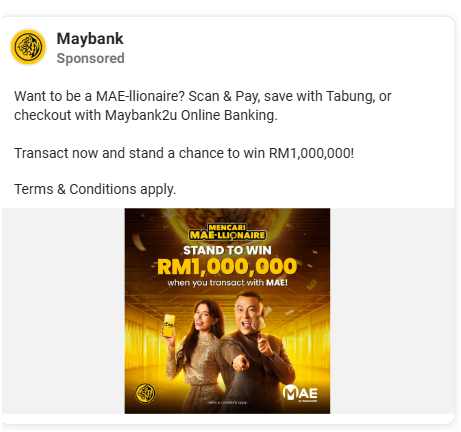 Maybank
Sponsored
Want to be a MAE-llionaire? Scan & Pay, save with Tabung, or
checkout with Maybank2u Online Banking.
Transact now and stand a chance to win RM1,000,000!
Terms & Conditions apply.
MENCARI
MAE-LLIONAIRE
STAND TO WIN
RM1,000,000
when you transact with MAE!
MAE